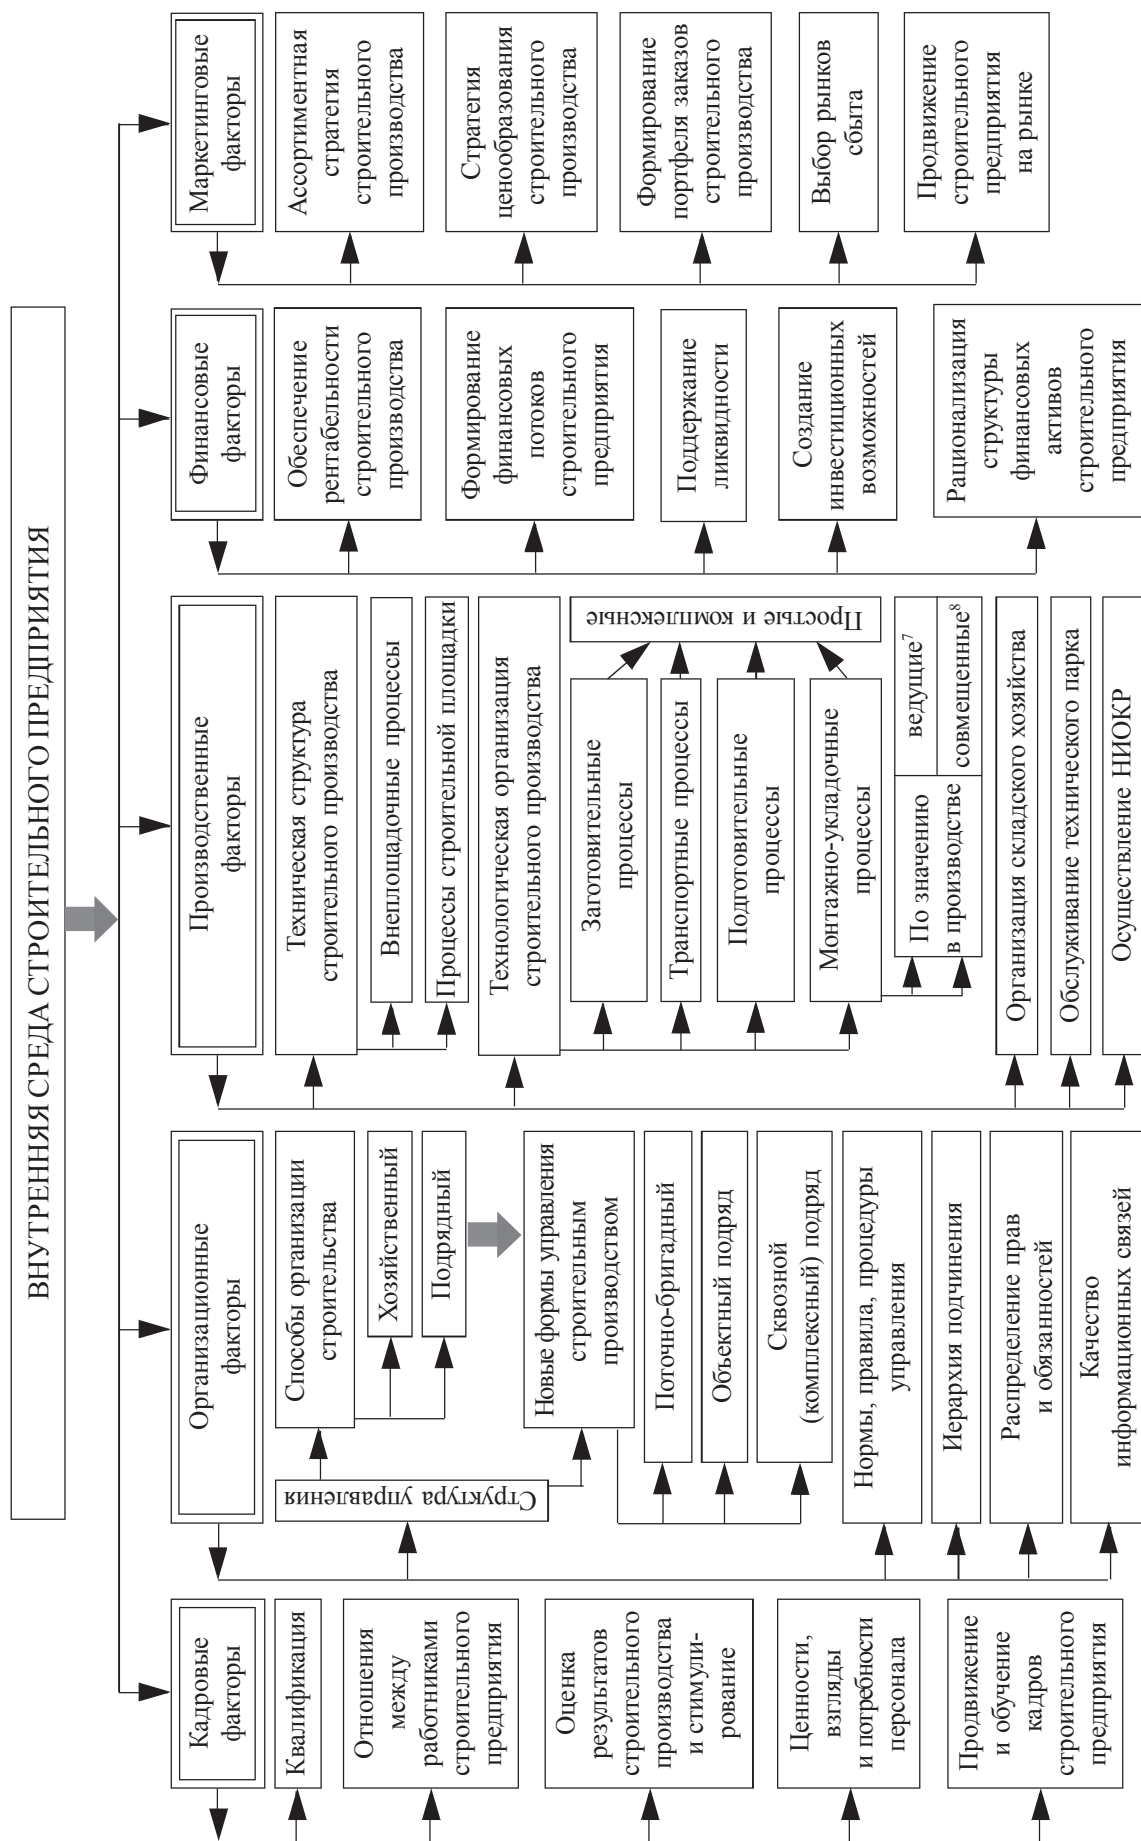 ВНУТРЕННЯЯ СРЕДА СТРОИТЕЛЬНОГО ПРЕДПРИЯТИЯ
Кадровые
факторы
Квалификация
Отношения
между
работниками
строительного
предприятия
Оценка
результатов
строительного
производства
и стимули-
рование
Ценности,
взгляды
и потребности
персонала
Продвижение
и обучение
кадров
строительного
предприятия
Организационные
факторы
Структура управления
Способы организации
строительства
Хозяйственный
Подрядный
Новые формы управления
строительным
производством
Поточно-бригадный
Объектный подряд
Сквозной
(комплексный) подряд
Нормы, правила, процедуры
управления
Иерархия подчинения
Распределение прав
и обязанностей
Качество
информационных связей
Производственные
факторы
Техническая структура
строительного производства
Внеплощадочные процессы
Процессы строительной площадки
Технологическая организация
строительного производства
Заготовительные
процессы
Транспортные процессы
Подготовительные
процессы
Монтажно-укладочные
процессы
Простые и комплексные
По значению
в производстве
ведущие⁷
совмещенные⁸
Организация складского хозяйства
Обслуживание технического парка
Осуществление НИОКР
Финансовые
факторы
Обеспечение
рентабельности
строительного
производства
Формирование
финансовых
потоков
строительного
предприятия
Поддержание
ликвидности
Создание
инвестиционных
возможностей
Рационализация
структуры
финансовых
активов
строительного
предприятия
Маркетинговые
факторы
Ассортиментная
стратегия
строительного
производства
Стратегия
ценообразования
строительного
производства
Формирование
портфеля заказов
строительного
производства
Выбор рынков
сбыта
Продвижение
строительного
предприятия
на рынке